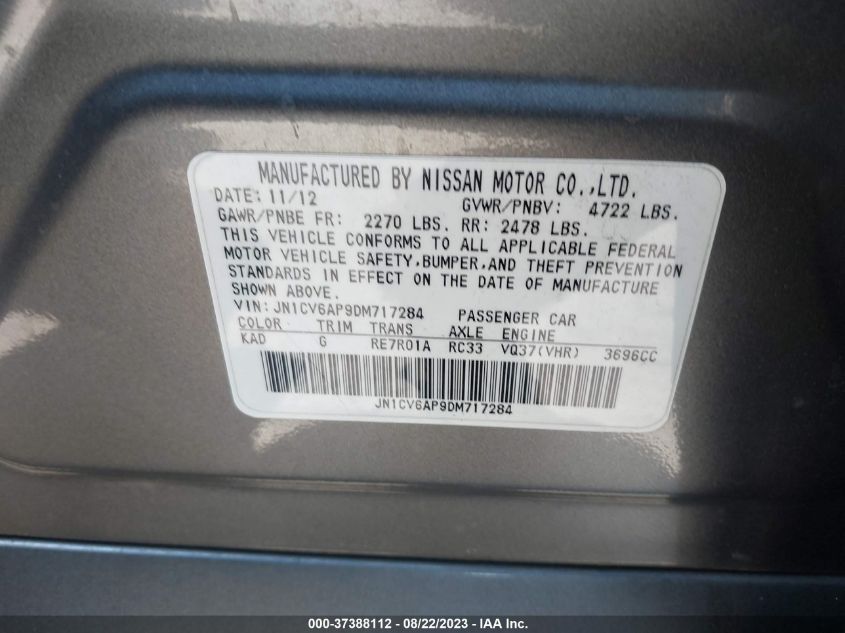 MANUFACTURED BY NISSAN MOTOR CO.,LTD.
DATE: 11/12 GVWR/PNBV: 4722 LBS.
GAWR/PNBE FR: 2270 LBS. RR: 2478 LBS.
THIS VEHICLE CONFORMS TO ALL APPLICABLE FEDERAL
MOTOR VEHICLE SAFETY,BUMPER,AND THEFT PREVENTION
STANDARDS IN EFFECT ON THE DATE OF MANUFACTURE
SHOWN ABOVE.
VIN: JN1CV6AP9DM717284 PASSENGER CAR
COLOR TRIM TRANS AXLE ENGINE
KAD G RE7R01A RC33 VQ37(VHR) 3696CC
JN1CV6AP9DM717284
000-37388112 - 08/22/2023 - IAA Inc.